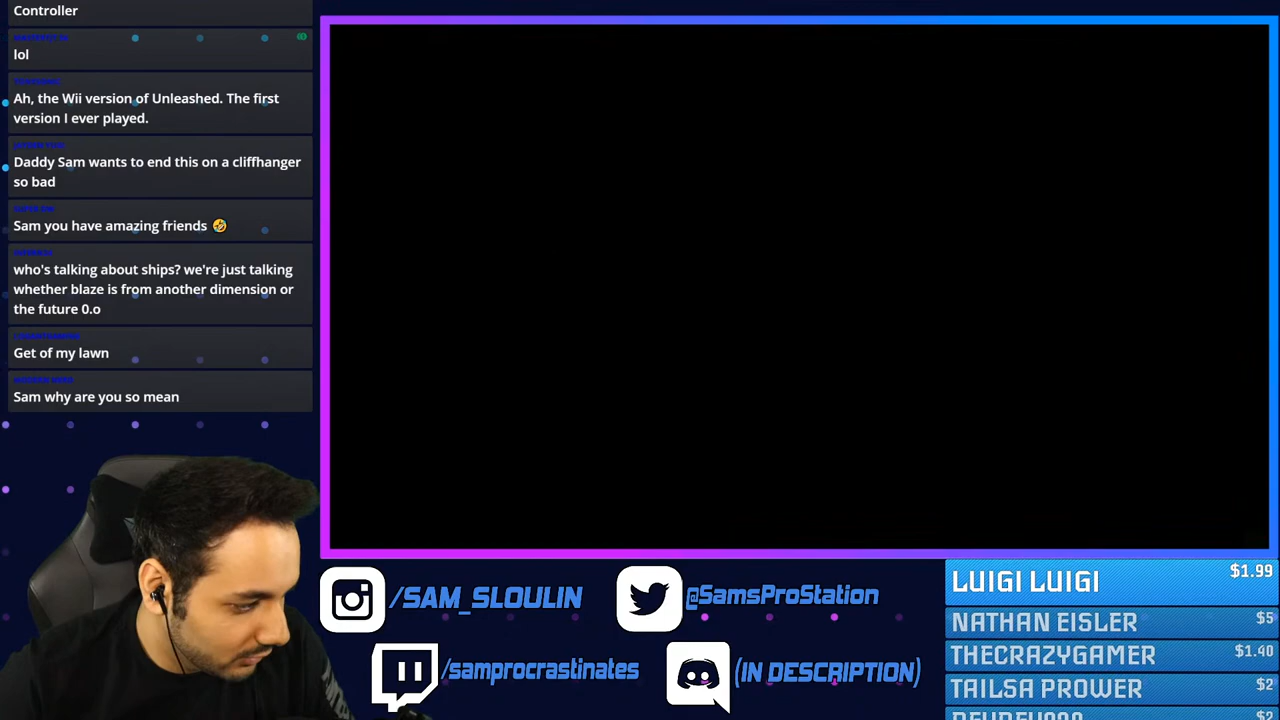 Controller
lol
Ah, the Wii version of Unleashed. The first
version I ever played.
Daddy Sam wants to end this on a cliffhanger
so bad
Sam you have amazing friends 🤣
who's talking about ships? we're just talking
whether blaze is from another dimension or
the future 0.o
Get of my lawn
Sam why are you so mean
/SAM_SLOULIN
@SamsProStation
/samprocrastinates
(IN DESCRIPTION)
LUIGI LUIGI $1.99
NATHAN EISLER $5
THECRAZYGAMER $1.40
TAILSA PROWER $2